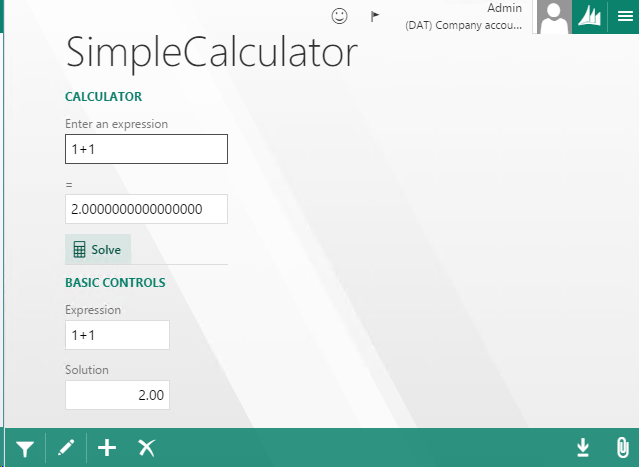 Admin
(DAT) Company accou...
SimpleCalculator
CALCULATOR
Enter an expression
1+1
=
2.0000000000000000
Solve
BASIC CONTROLS
Expression
1+1
Solution
2.00